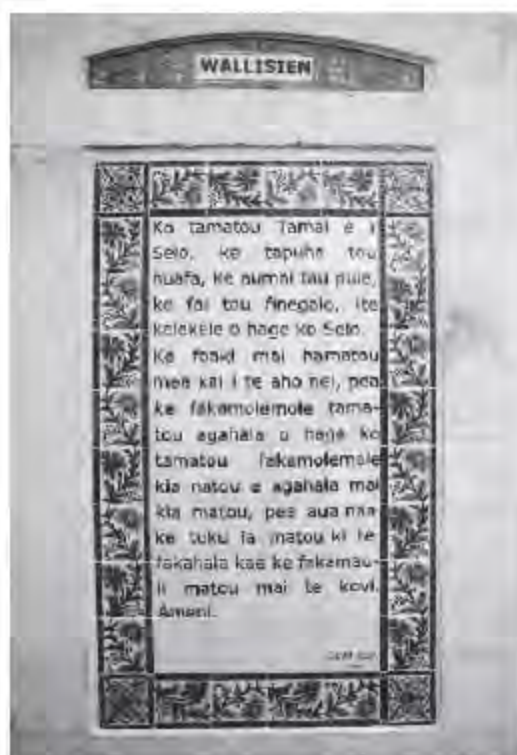 WALLISIEN
Ko tamatou Tamai e i
Selo, ke tapuha tou
huafa, ke aumai tau pule,
ke fai tou finegalo, ite
kelekele o hage ko Selo.
Ke foaki mai hamatou
maa kai i te aho nei, pea
ke fakamolemole tama-
tou agahala o hage ko
tamatou fakamolemole
kia natou e agahala mai
kia matou, pea aua naa
ke tuku ia matou ki te
fakahala kae ke fakamau-
li matou mai te kovi.
Ameni.